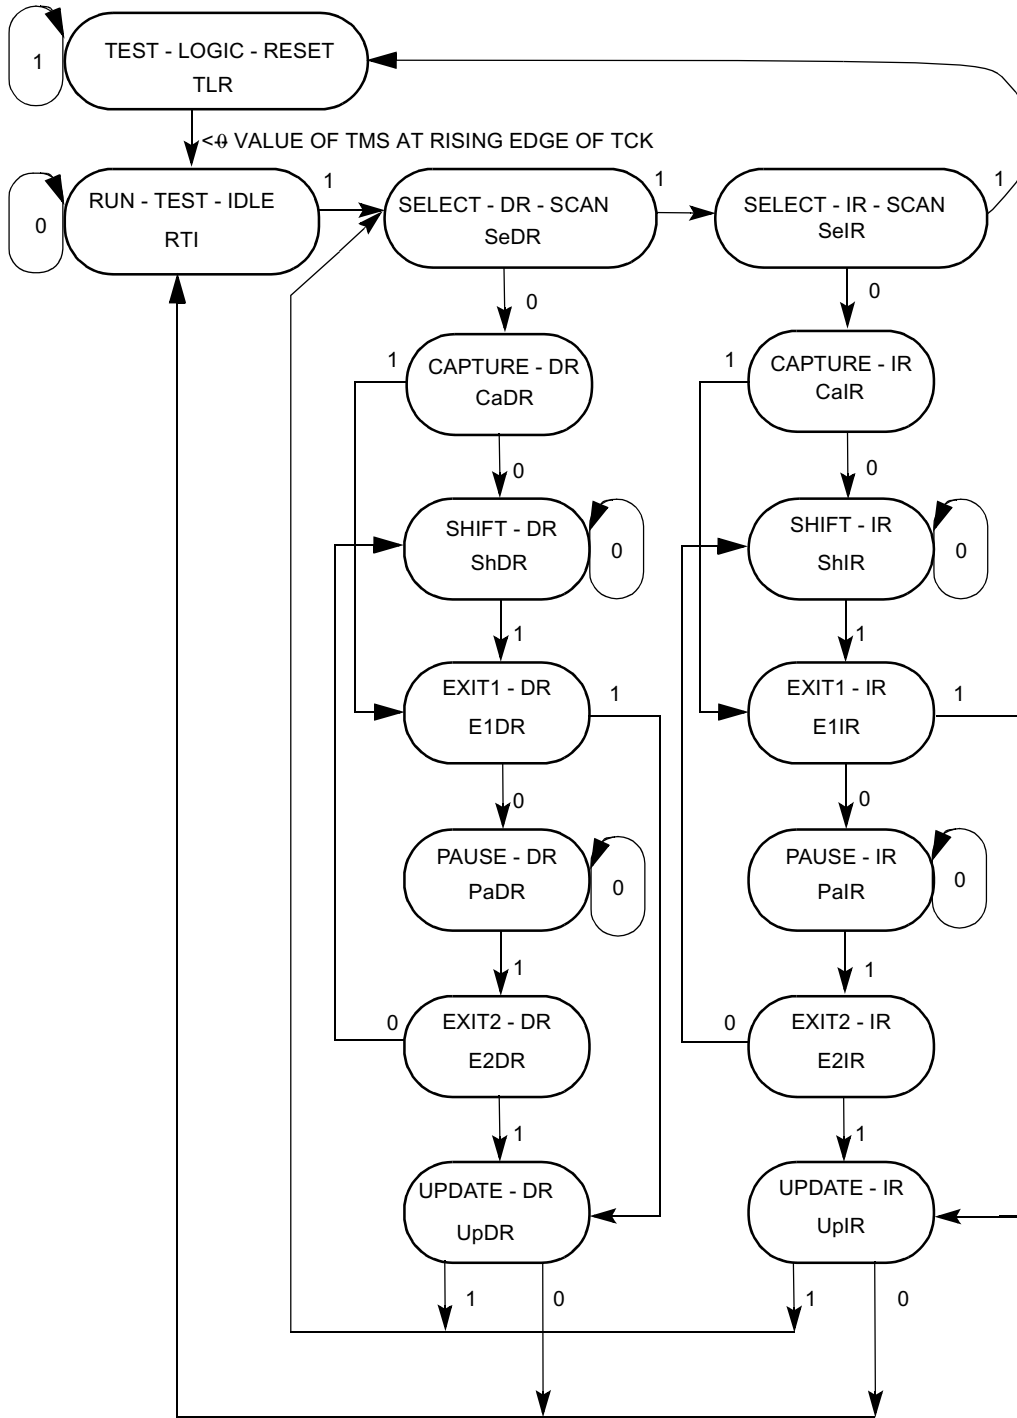 TEST - LOGIC - RESET
TLR
1
<0 VALUE OF TMS AT RISING EDGE OF TCK
RUN - TEST - IDLE
RTI
0
1
SELECT - DR - SCAN
SeDR
1
SELECT - IR - SCAN
SeIR
1
0
0
1
CAPTURE - DR
CaDR
1
CAPTURE - IR
CaIR
0
0
SHIFT - DR
ShDR
0
SHIFT - IR
ShIR
0
1
1
EXIT1 - DR
E1DR
1
EXIT1 - IR
E1IR
1
0
0
PAUSE - DR
PaDR
0
PAUSE - IR
PaIR
0
1
1
0
EXIT2 - DR
E2DR
0
EXIT2 - IR
E2IR
1
1
UPDATE - DR
UpDR
UPDATE - IR
UpIR
1
0
1
0